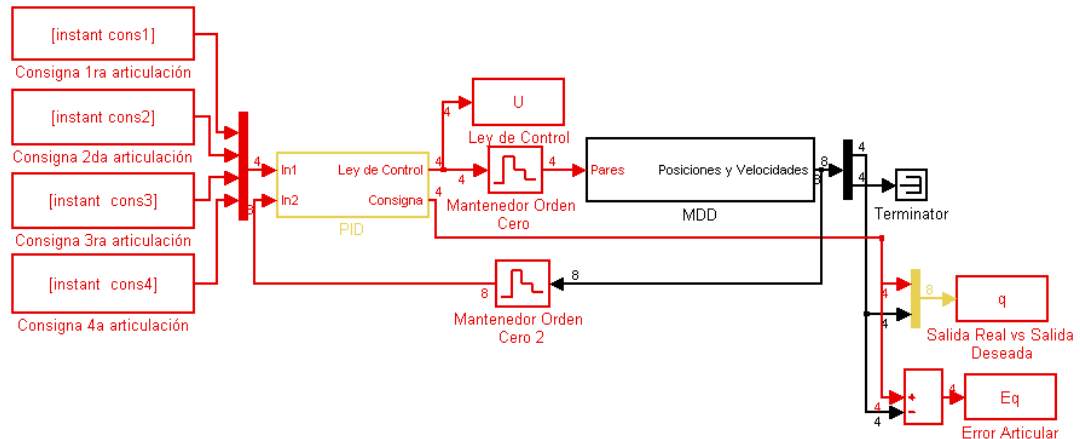 [instant cons1]
Consigna 1ra articulación
[instant cons2]
Consigna 2da articulación
[instant  cons3]
Consigna 3ra articulación
[instant  cons4]
Consigna 4a articulación
4
8
In1
In2
Ley de Control
Consigna
PID
4
4
4
4
U
Ley de Control
Mantenedor Orden
Cero
4
Pares
Posiciones y Velocidades
MDD
8
8
4
4
Terminator
8
8
Mantenedor Orden
Cero 2
4
4
8
q
Salida Real vs Salida
Deseada
4
4
+
−
4
Eq
Error Articular